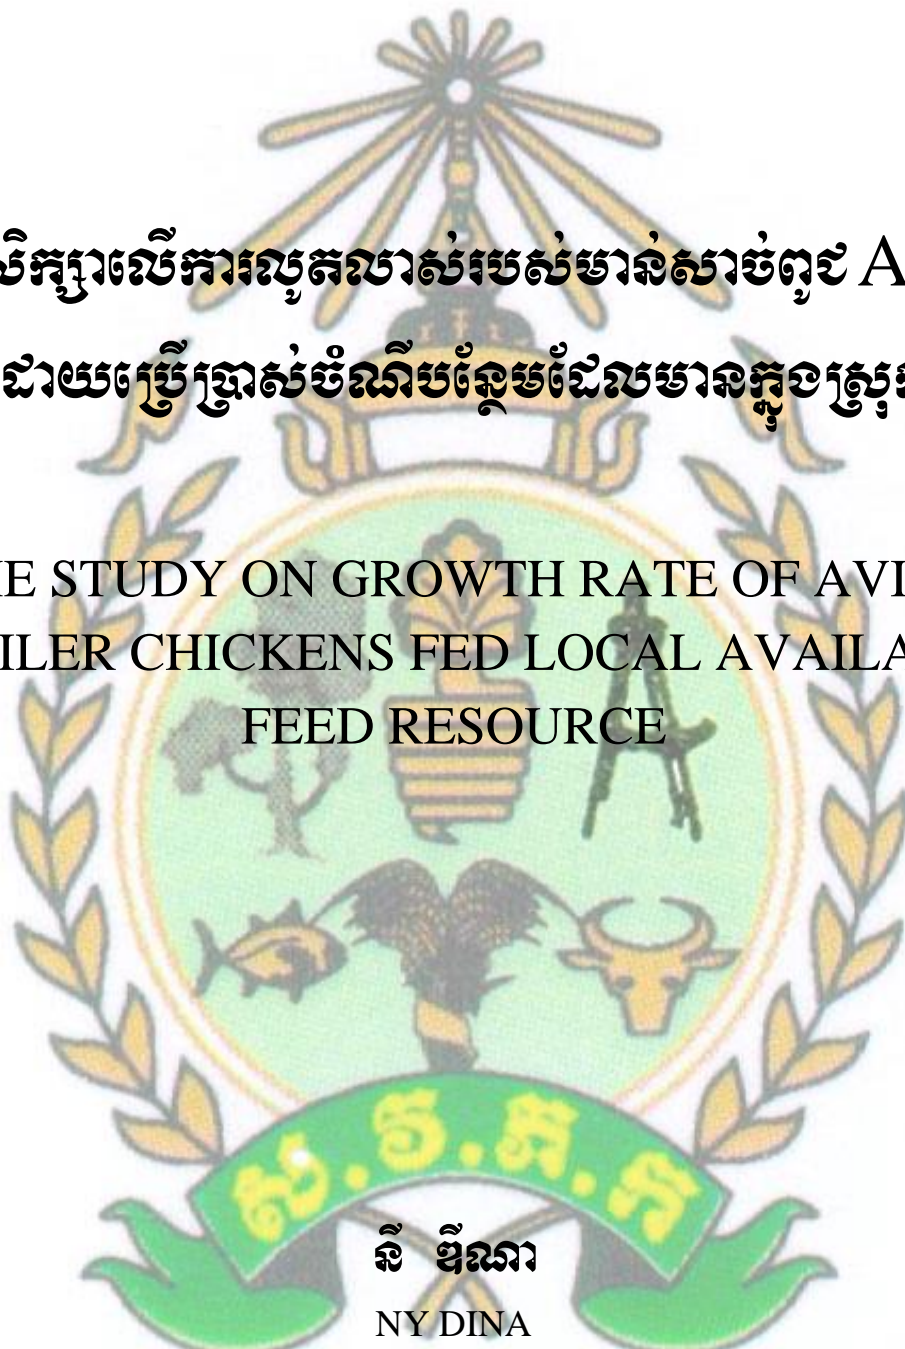 សិក្សាលើការលូតលាស់របស់មាន់សាច់ពូជ A
ដោយប្រើប្រាស់ចំណីបន្ថែមដែលមានក្នុងស្រុក
E STUDY ON GROWTH RATE OF AVI
ILER CHICKENS FED LOCAL AVAILA
FEED RESOURCE
ស.វិ.ភ.ក
នី ឌីណា
NY DINA